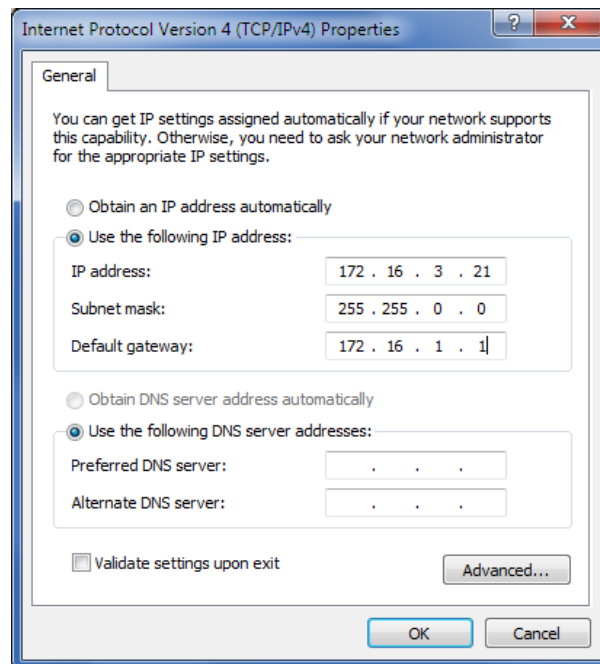 Internet Protocol Version 4 (TCP/IPv4) Properties
?
General
You can get IP settings assigned automatically if your network supports
this capability. Otherwise, you need to ask your network administrator
for the appropriate IP settings.
Obtain an IP address automatically
Use the following IP address:
IP address: 172 . 16 . 3 . 21
Subnet mask: 255 . 255 . 0 . 0
Default gateway: 172 . 16 . 1 . 1
Obtain DNS server address automatically
Use the following DNS server addresses:
Preferred DNS server: . . .
Alternate DNS server: . . .
Validate settings upon exit
Advanced...
OK Cancel